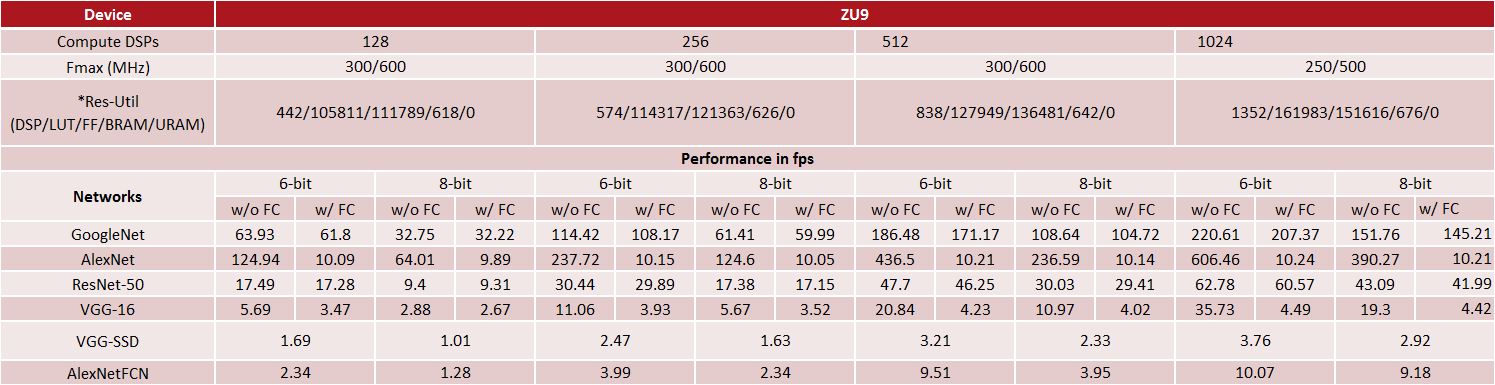 Device ZU9
Compute DSPs 128 256 512 1024
Fmax (MHz) 300/600 300/600 300/600 250/500
*Res-Util
(DSP/LUT/FF/BRAM/URAM) 442/105811/111789/618/0 574/114317/121363/626/0 838/127949/136481/642/0 1352/161983/151616/676/0
Performance in fps
Networks 6-bit 8-bit 6-bit 8-bit 6-bit 8-bit 6-bit 8-bit
w/o FC w/ FC w/o FC w/ FC w/o FC w/ FC w/o FC w/ FC w/o FC w/ FC w/o FC w/ FC w/o FC w/ FC w/o FC w/ FC
GoogleNet 63.93 61.8 32.75 32.22 114.42 108.17 61.41 59.99 186.48 171.17 108.64 104.72 220.61 207.37 151.76 145.21
AlexNet 124.94 10.09 64.01 9.89 237.72 10.15 124.6 10.05 436.5 10.21 236.59 10.14 606.46 10.24 390.27 10.21
ResNet-50 17.49 17.28 9.4 9.31 30.44 29.89 17.38 17.15 47.7 46.25 30.03 29.41 62.78 60.57 43.09 41.99
VGG-16 5.69 3.47 2.88 2.67 11.06 3.93 5.67 3.52 20.84 4.23 10.97 4.02 35.73 4.49 19.3 4.42
VGG-SSD 1.69 1.01 2.47 1.63 3.21 2.33 3.76 2.92
AlexNetFCN 2.34 1.28 3.99 2.34 9.51 3.95 10.07 9.18